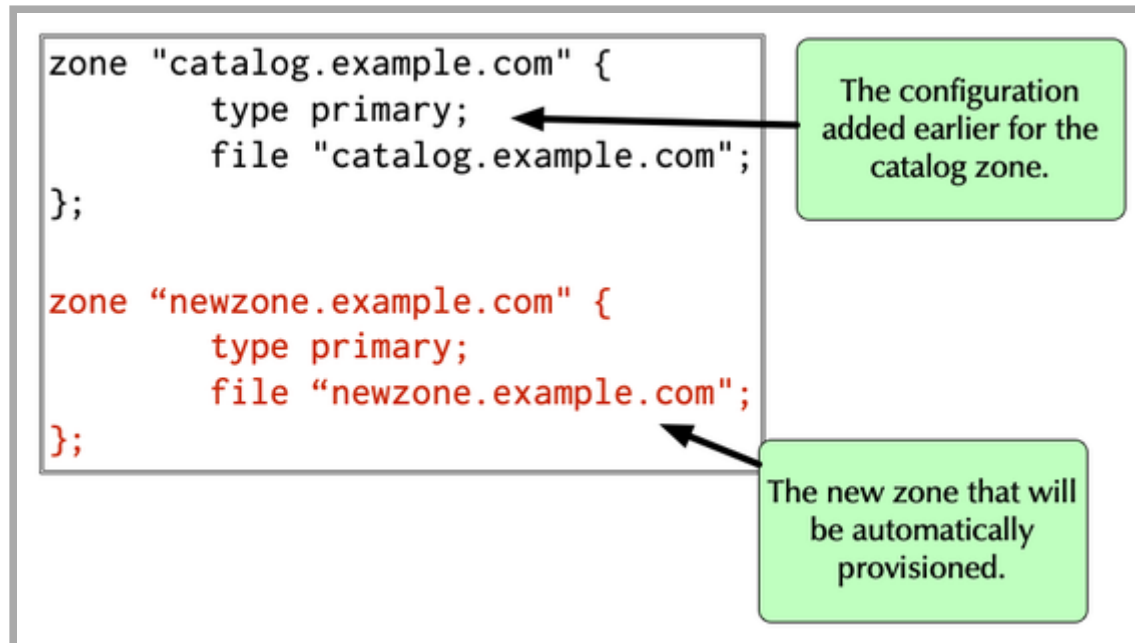 zone "catalog.example.com" {
type primary;
file "catalog.example.com";
};
zone “newzone.example.com" {
type primary;
file “newzone.example.com";
};
The configuration
added earlier for the
catalog zone.
The new zone that will
be automatically
provisioned.